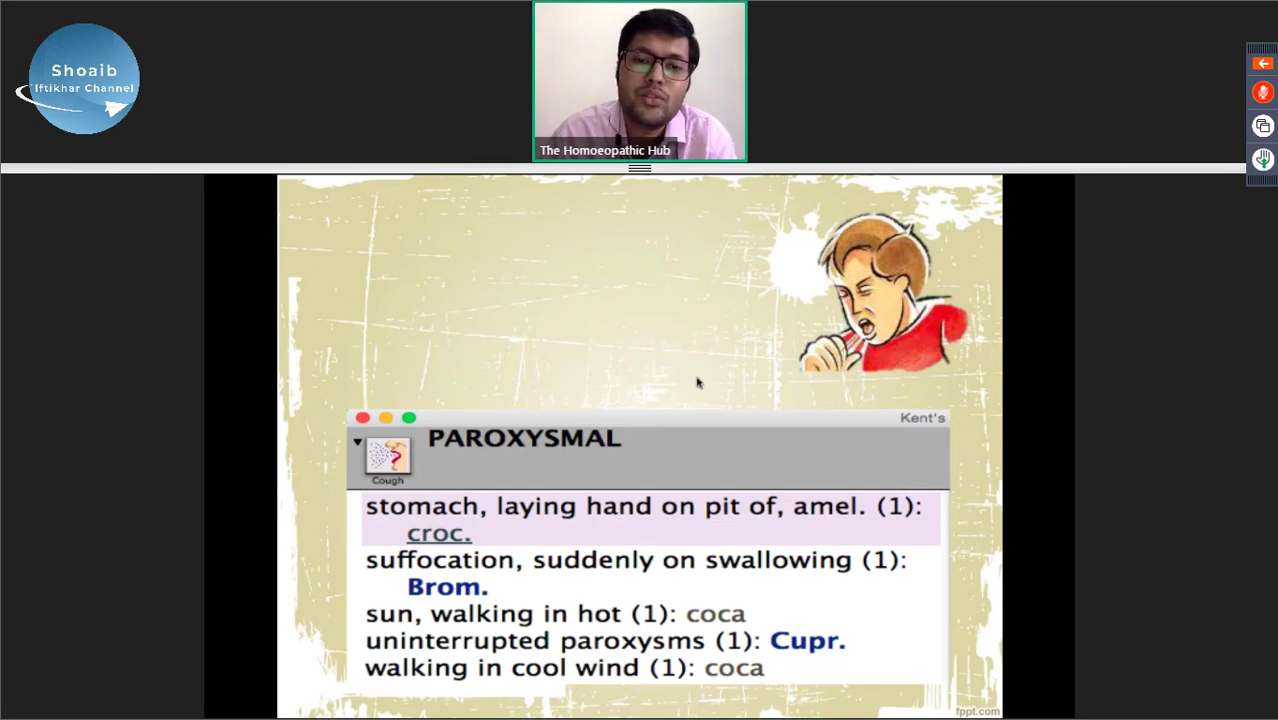 Shoaib
Iftikhar Channel
The Homoeopathic Hub
Kent's
PAROXYSMAL
Cough
stomach, laying hand on pit of, amel. (1):
croc.
suffocation, suddenly on swallowing (1):
Brom.
sun, walking in hot (1): coca
uninterrupted paroxysms (1): Cupr.
walking in cool wind (1): coca
fppt.com